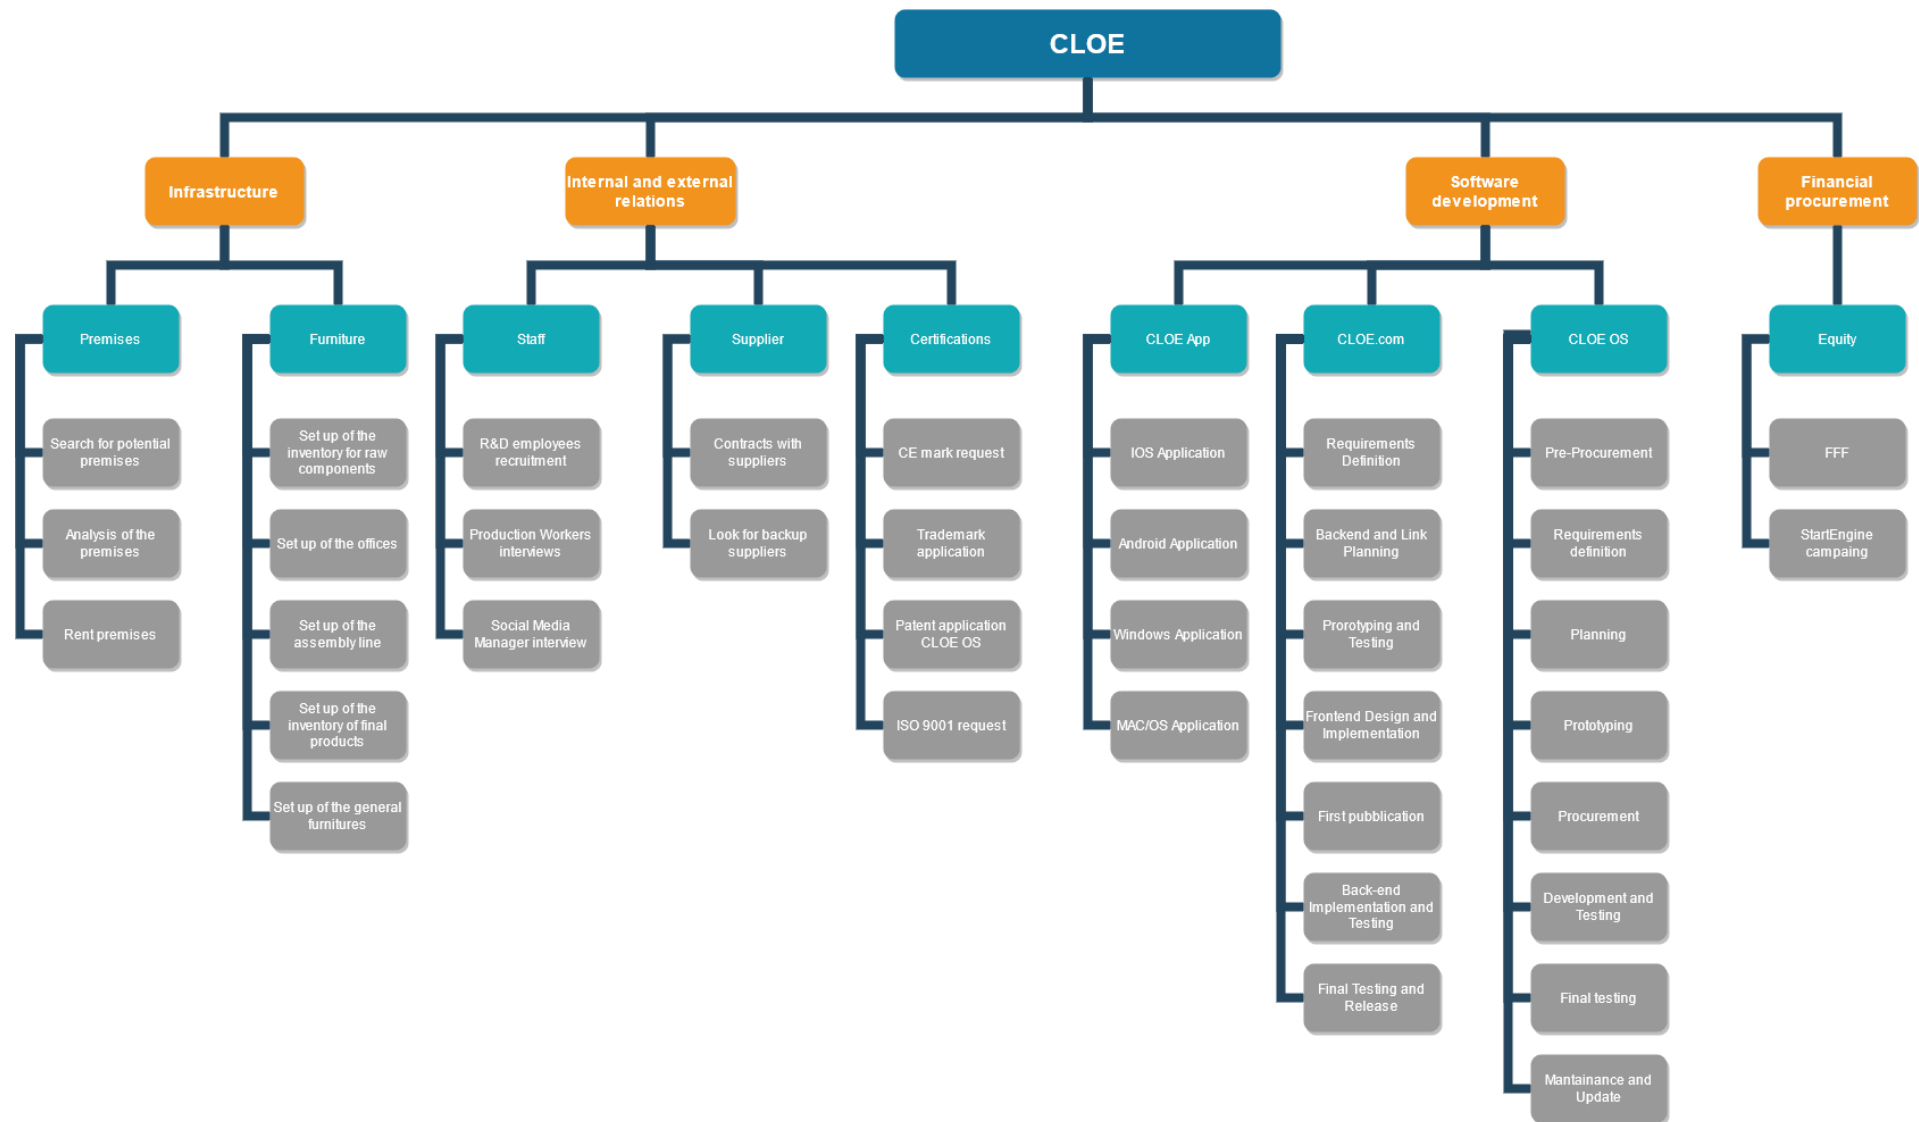 CLOE
Infrastructure
Internal and external
relations
Software
development
Financial
procurement
Premises
Furniture
Staff
Supplier
Certifications
CLOE App
CLOE.com
CLOE OS
Equity
Search for potential
premises
Analysis of the
premises
Rent premises
Set up of the
inventory for raw
components
Set up of the offices
Set up of the
assembly line
Set up of the
inventory of final
products
Set up of the general
furnitures
R&D employees
recruitment
Production Workers
interviews
Social Media
Manager interview
Contracts with
suppliers
Look for backup
suppliers
CE mark request
Trademark
application
Patent application
CLOE OS
ISO 9001 request
IOS Application
Android Application
Windows Application
MAC/OS Application
Requirements
Definition
Backend and Link
Planning
Prorotyping and
Testing
Frontend Design and
Implementation
First pubblication
Back-end
Implementation and
Testing
Final Testing and
Release
Pre-Procurement
Requirements
definition
Planning
Prototyping
Procurement
Development and
Testing
Final testing
Mantainance and
Update
FFF
StartEngine
campaing